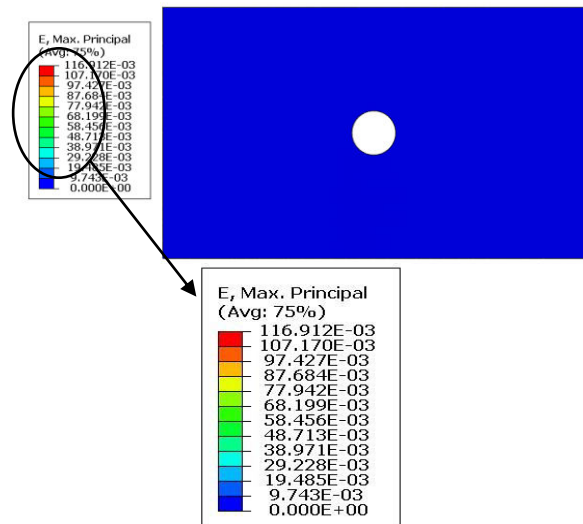 E, Max. Principal
(Avg: 75%)
116.912E-03
107.170E-03
97.427E-03
87.684E-03
77.942E-03
68.199E-03
58.456E-03
48.713E-03
38.971E-03
29.228E-03
19.485E-03
9.743E-03
0.000E+00
E, Max. Principal
(Avg: 75%)
116.912E-03
107.170E-03
97.427E-03
87.684E-03
77.942E-03
68.199E-03
58.456E-03
48.713E-03
38.971E-03
29.228E-03
19.485E-03
9.743E-03
0.000E+00